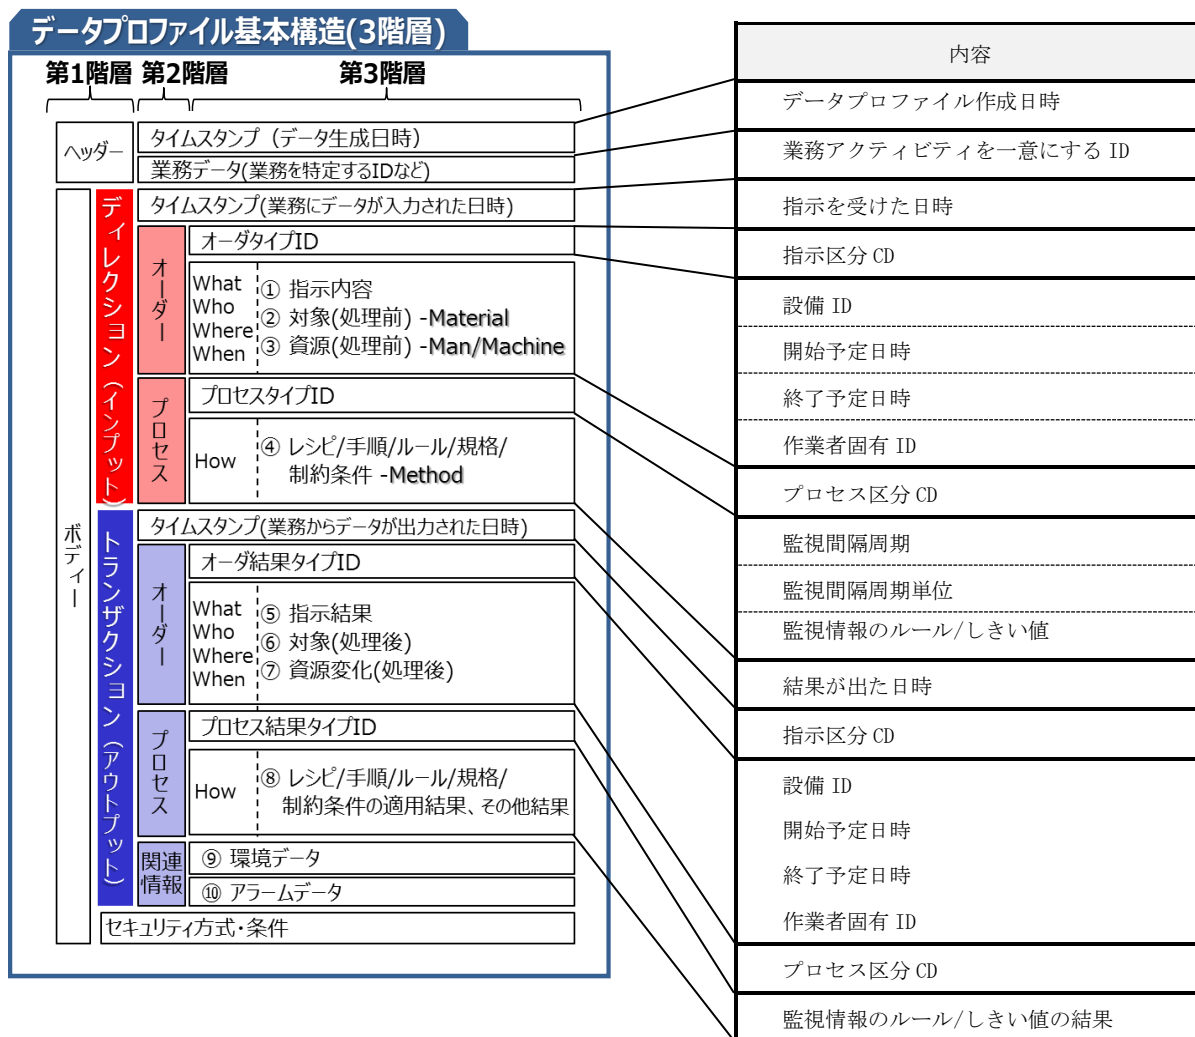 データプロファイル基本構造(3階層)
第1階層 第2階層 第3階層
ヘッダー
タイムスタンプ（データ生成日時）
業務データ(業務を特定するIDなど)
ボディー
ディレクション（インプット）
タイムスタンプ(業務にデータが入力された日時)
オーダー
オーダタイプID
What
Who
Where
When
① 指示内容
② 対象(処理前) -Material
③ 資源(処理前) -Man/Machine
プロセス
プロセスタイプID
How
④ レシピ/手順/ルール/規格/
制約条件 -Method
トランザクション（アウトプット）
タイムスタンプ(業務からデータが出力された日時)
オーダー
オーダ結果タイプID
What
Who
Where
When
⑤ 指示結果
⑥ 対象(処理後)
⑦ 資源変化(処理後)
プロセス
プロセス結果タイプID
How
⑧ レシピ/手順/ルール/規格/
制約条件の適用結果、その他結果
関連
情報
⑨ 環境データ
⑩ アラームデータ
セキュリティ方式・条件
内容
データプロファイル作成日時
業務アクティビティを一意にする ID
指示を受けた日時
指示区分 CD
設備 ID
開始予定日時
終了予定日時
作業者固有 ID
プロセス区分 CD
監視間隔周期
監視間隔周期単位
監視情報のルール/しきい値
結果が出た日時
指示区分 CD
設備 ID
開始予定日時
終了予定日時
作業者固有 ID
プロセス区分 CD
監視情報のルール/しきい値の結果